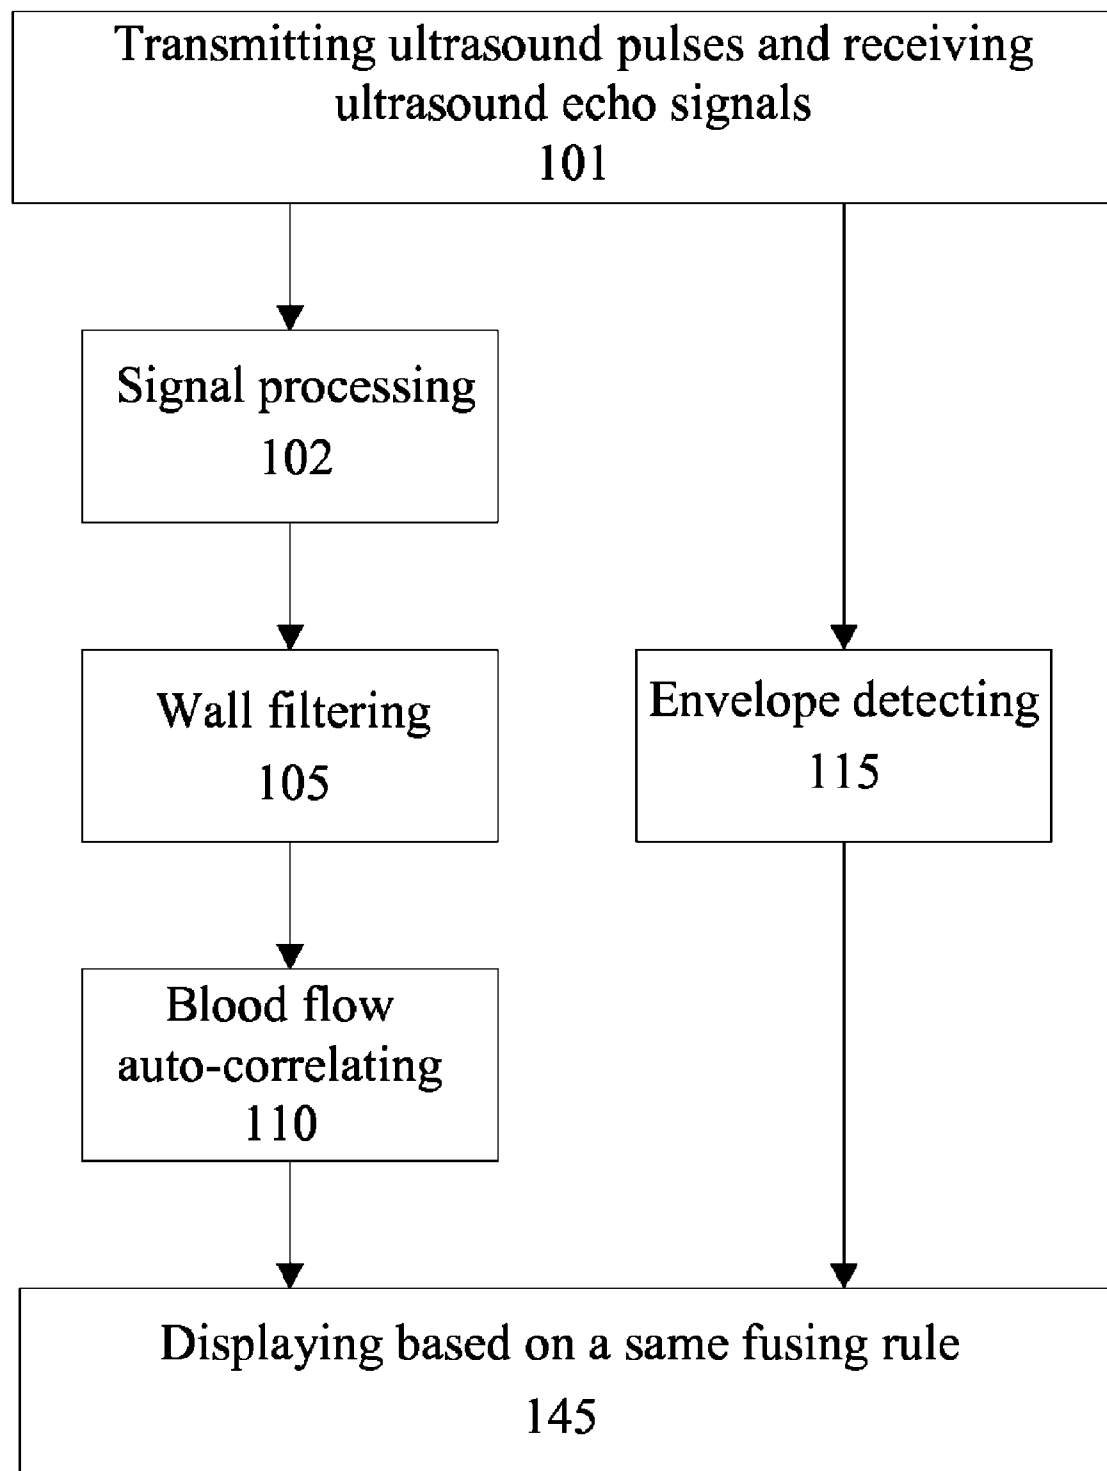 Transmitting ultrasound pulses and receiving
ultrasound echo signals
101
Signal processing
102
Wall filtering
105
Envelope detecting
115
Blood flow
auto-correlating
110
Displaying based on a same fusing rule
145